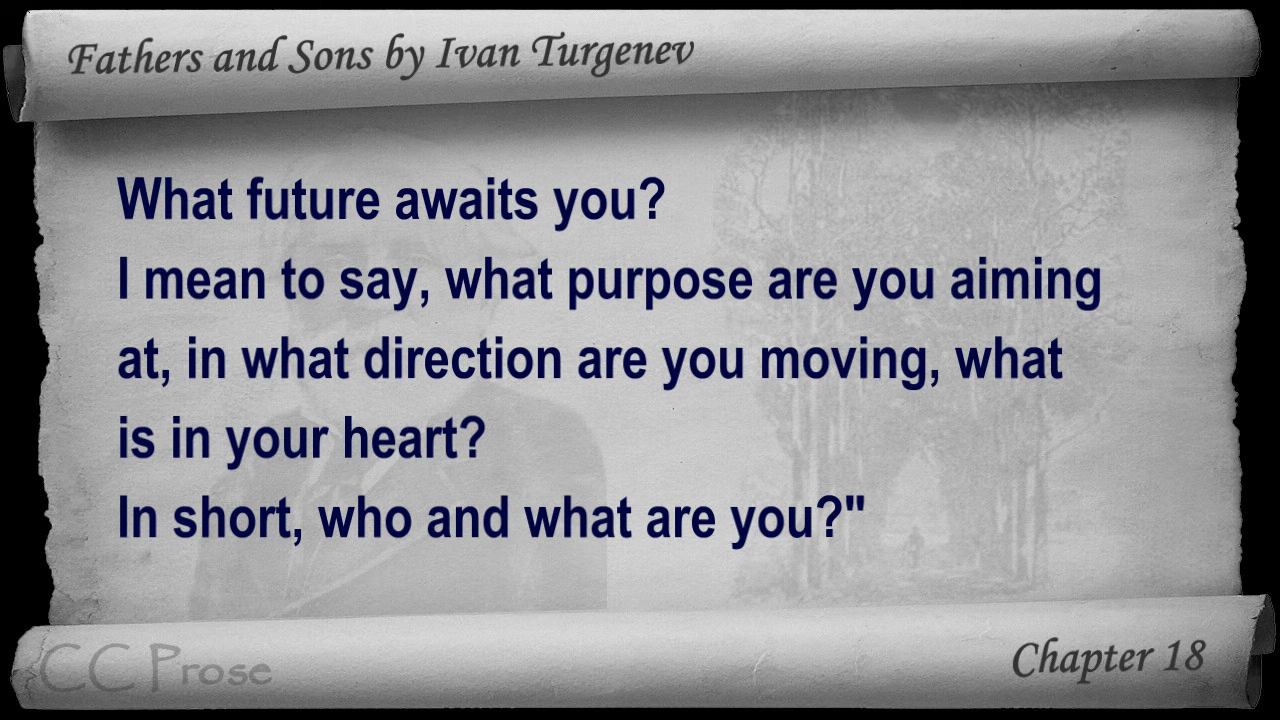 Fathers and Sons by Ivan Turgenev
What future awaits you?
I mean to say, what purpose are you aiming
at, in what direction are you moving, what
is in your heart?
In short, who and what are you?"
CC Prose
Chapter 18